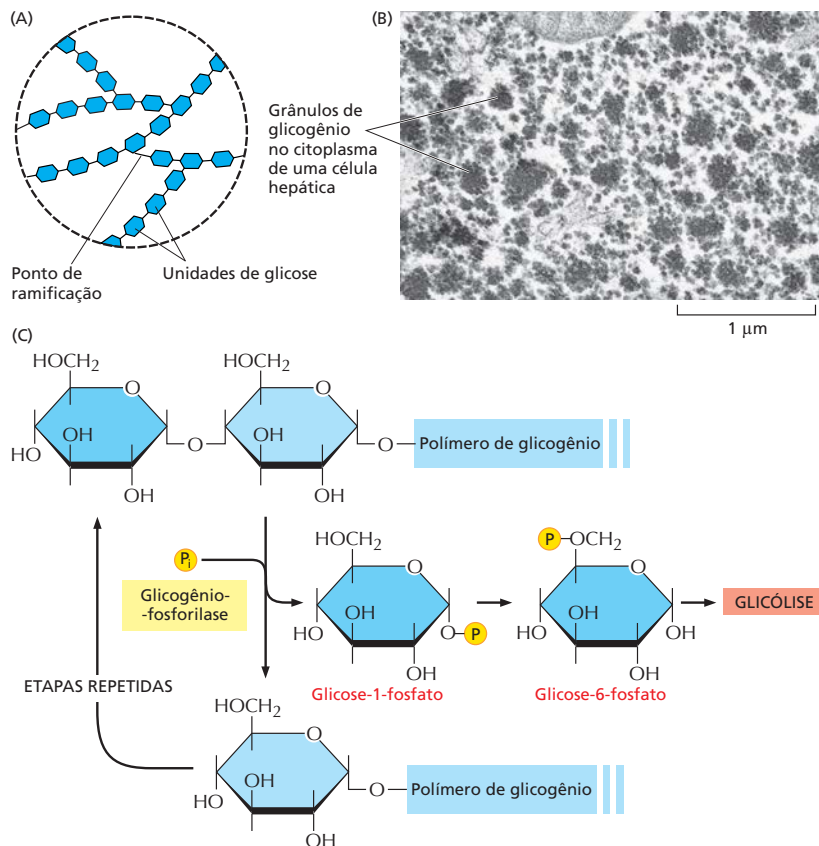 (A)
(B)
Grânulos de
glicogênio
no citoplasma
de uma célula
hepática
Ponto de
ramificação
Unidades de glicose
1 μm
(C)
HOCH2
O
OH
HO
OH
O
HOCH2
O
OH
OH
O
Polímero de glicogênio
Pi
Glicogênio-
-fosforilase
HOCH2
O
OH
HO
O
P
OH
Glicose-1-fosfato
P
OCH2
O
OH
HO
OH
OH
Glicose-6-fosfato
GLICÓLISE
ETAPAS REPETIDAS
HOCH2
O
OH
HO
OH
O
Polímero de glicogênio